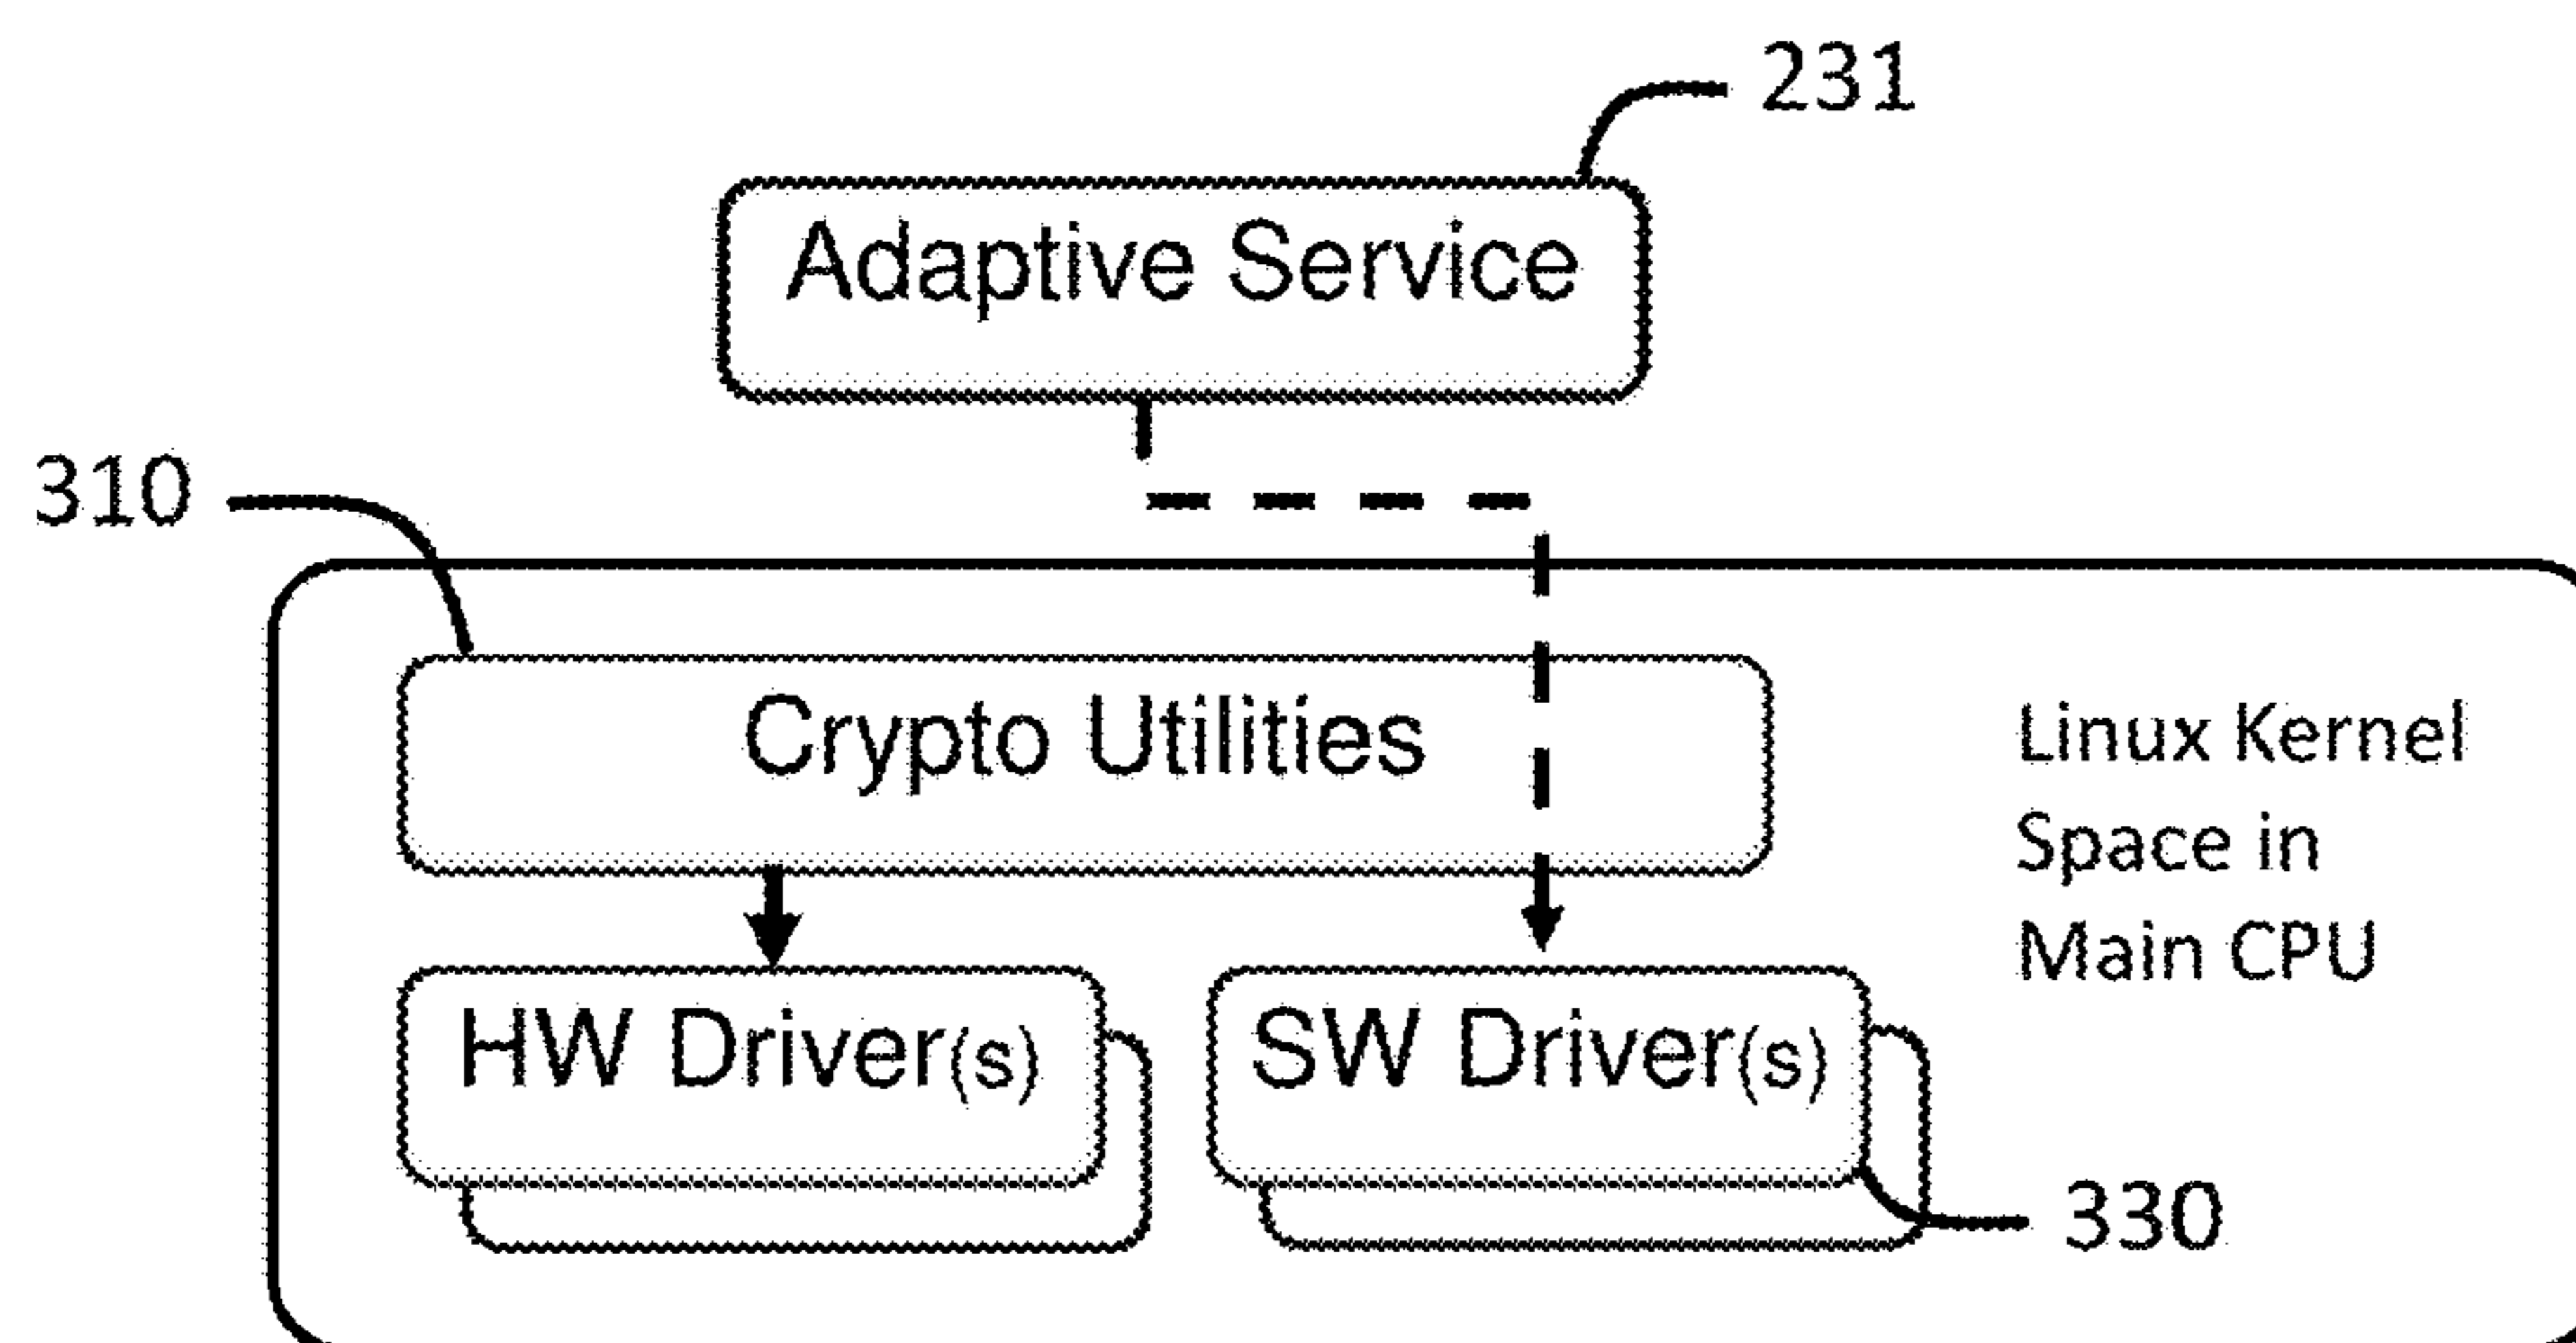 231
Adaptive Service
310
Crypto Utilities
Linux Kernel
Space in
Main CPU
HW Driver(s)
SW Driver(s)
330